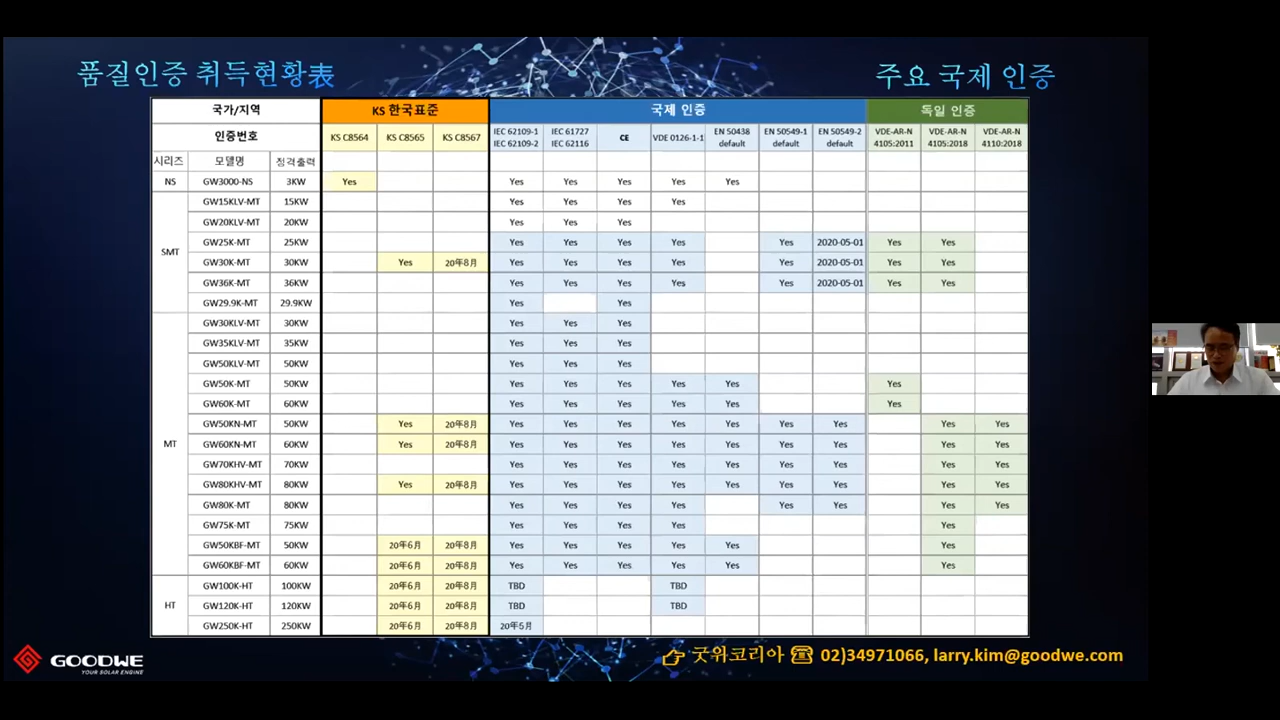 품질인증 취득현황表
주요 국제 인증
국가/지역 KS 한국표준 국제 인증 독일 인증
인증번호 KS C8564 KS C8565 KS C8567 IEC 62109-1 IEC 62109-2 IEC 61727 IEC 62116 CE VDE 0126-1-1 EN 50438 default EN 50549-1 default EN 50549-2 default VDE-AR-N 4105:2011 VDE-AR-N 4105:2018 VDE-AR-N 4110:2018
시리즈 모델명 정격출력
NS GW3000-NS 3KW Yes Yes Yes Yes Yes Yes
SMT GW15KLV-MT 15KW Yes Yes Yes Yes
GW20KLV-MT 20KW Yes Yes Yes
GW25K-MT 25KW Yes Yes Yes Yes Yes 2020-05-01 Yes Yes
GW30K-MT 30KW Yes 20年8月 Yes Yes Yes Yes Yes 2020-05-01 Yes Yes
GW36K-MT 36KW Yes Yes Yes Yes Yes 2020-05-01 Yes Yes
GW29.9K-MT 29.9KW Yes Yes
MT GW30KLV-MT 30KW Yes Yes Yes
GW35KLV-MT 35KW Yes Yes Yes
GW50KLV-MT 50KW Yes Yes Yes
GW50K-MT 50KW Yes Yes Yes Yes Yes Yes
GW60K-MT 60KW Yes Yes Yes Yes Yes Yes
GW50KN-MT 50KW Yes 20年8月 Yes Yes Yes Yes Yes Yes Yes Yes Yes
GW60KN-MT 60KW Yes 20年8月 Yes Yes Yes Yes Yes Yes Yes Yes Yes
GW70KHV-MT 70KW Yes Yes Yes Yes Yes Yes Yes Yes Yes
GW80KHV-MT 80KW Yes 20年8月 Yes Yes Yes Yes Yes Yes Yes Yes Yes
GW80K-MT 80KW Yes Yes Yes Yes Yes Yes Yes Yes
GW75K-MT 75KW Yes Yes Yes Yes Yes
GW50KBF-MT 50KW 20年6月 20年8月 Yes Yes Yes Yes Yes Yes
GW60KBF-MT 60KW 20年6月 20年8月 Yes Yes Yes Yes Yes Yes
HT GW100K-HT 100KW 20年6月 20年8月 TBD TBD
GW120K-HT 120KW 20年6月 20年8月 TBD TBD
GW250K-HT 250KW 20年6月 20年8月 20年5月
GOODWE
YOUR SOLAR ENGINE
굿위코리아 ☎ 02)34971066, larry.kim@goodwe.com